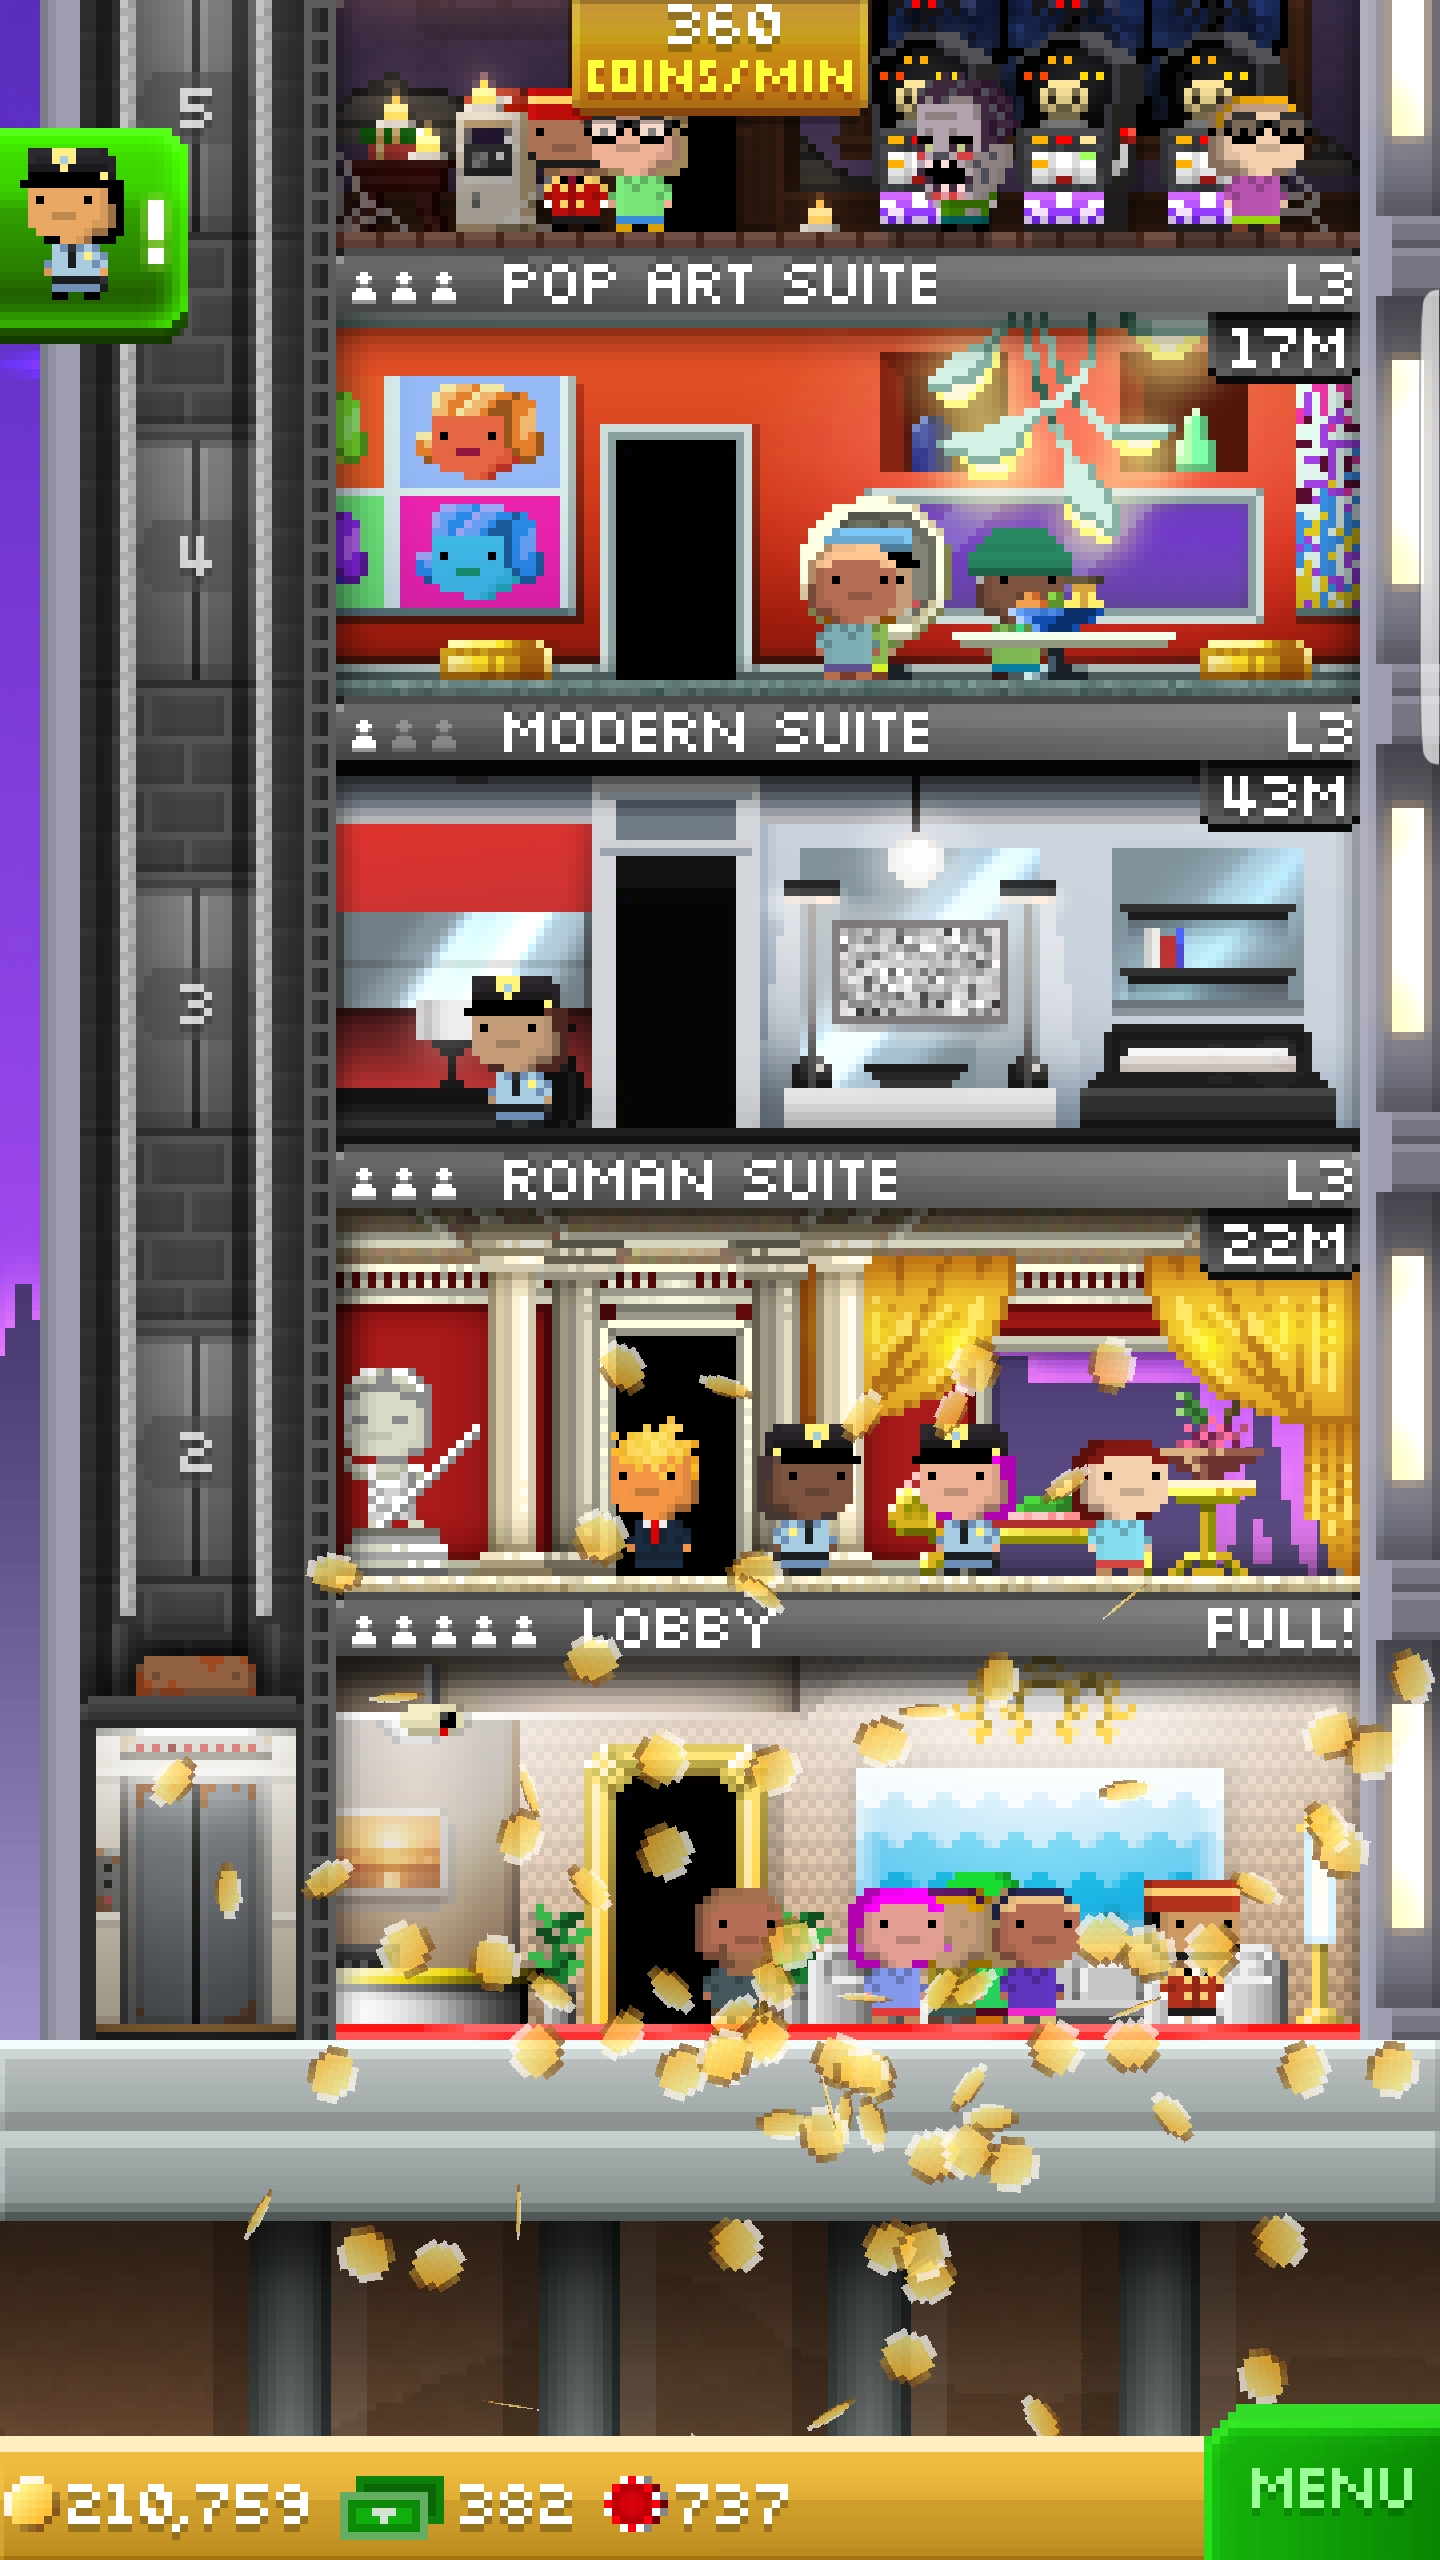 360
COINS/MIN
5
!
POP ART SUITE L3
17M
4
MODERN SUITE L3
43M
3
ROMAN SUITE L3
22M
2
LOBBY FULL!
210,759 382 737
MENU